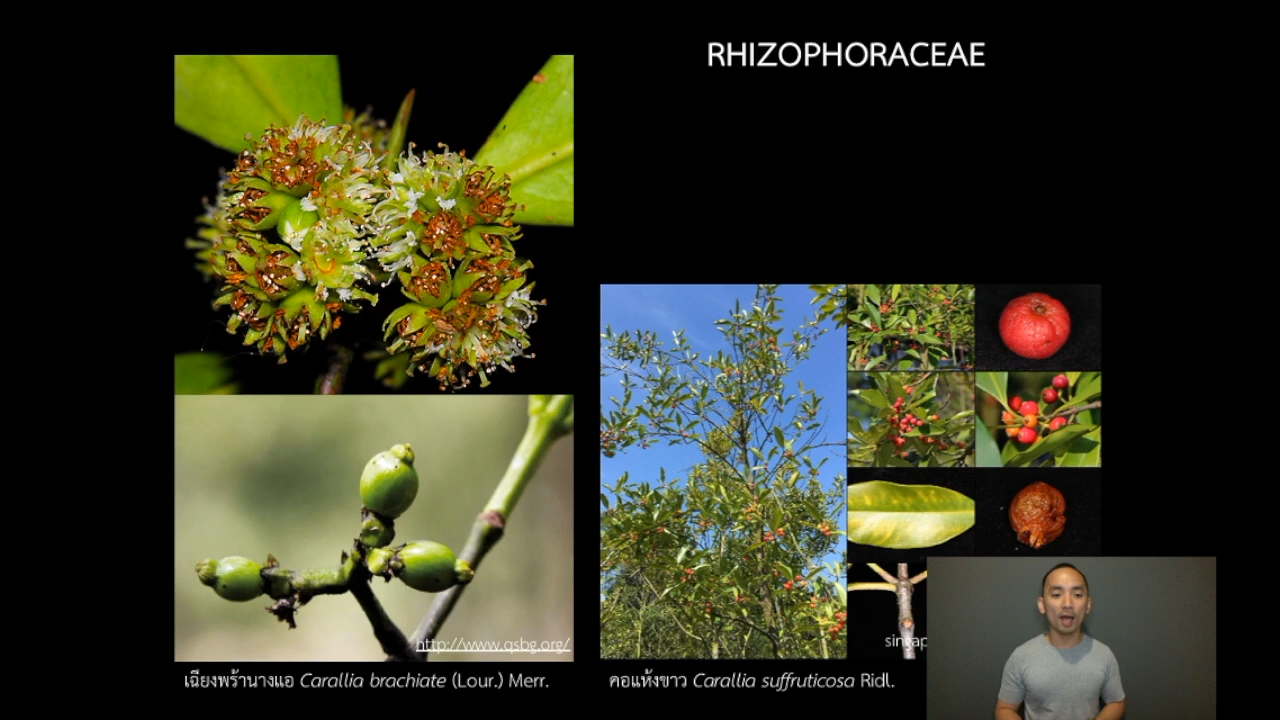 RHIZOPHORACEAE
http://www.qsbg.org/
เฉียงพร้านางแอ Carallia brachiate (Lour.) Merr.
คอแห้งขาว Carallia suffruticosa Ridl.